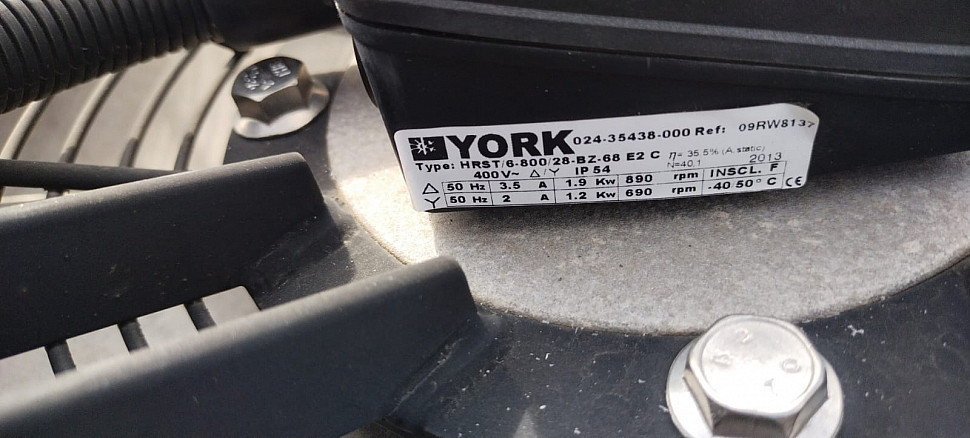 YORK 024-35438-000 Ref: 09RW813
Type: HRST/6-800/28-BZ-68 E2 C η= 35.5% (A. static) 2013
400V~ Δ/Y IP 54 N=40.1
Δ 50 Hz 3.5 A 1.9 Kw 890 rpm INSCL. F
Y 50 Hz 2 A 1.2 Kw 690 rpm -40 50° C CE